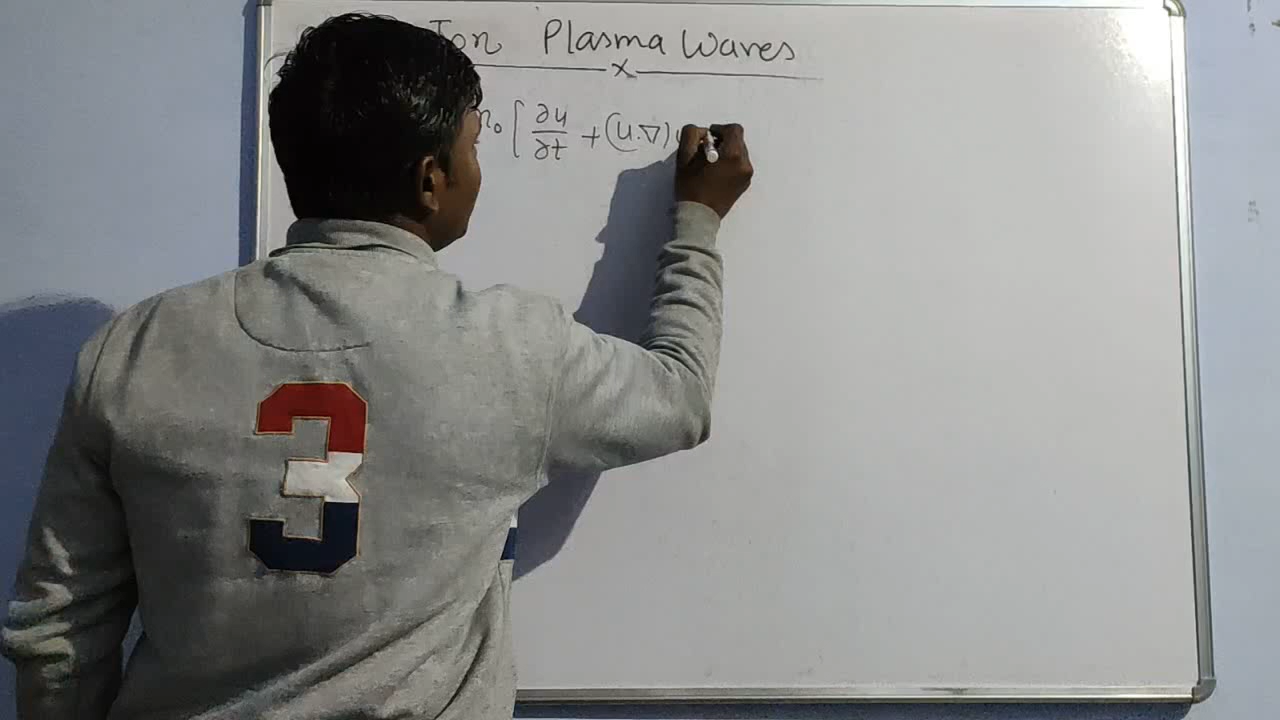 Ion Plasma Waves
n₀ [ ∂u/∂t + (u.∇)
3